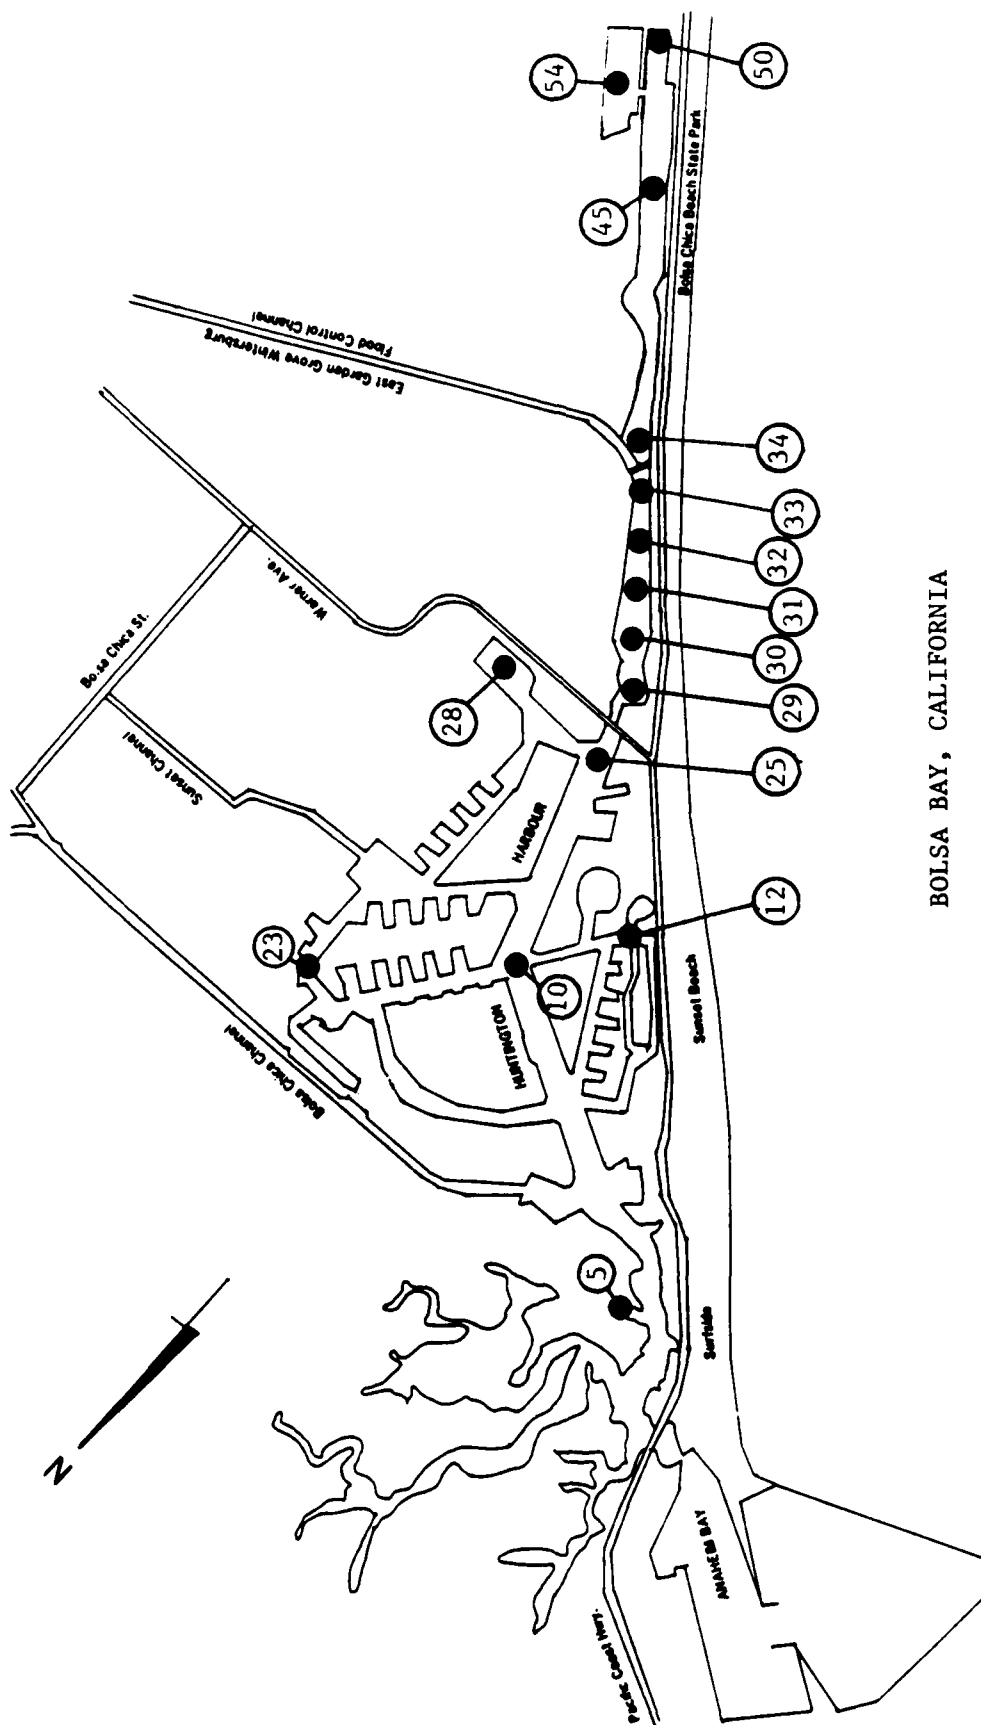 N
Pacific Coast Hwy.
ANAHEIM BAY
Surfside
5
Bolsa Chica Channel
23
HUNTINGTON
10
12
Sunset Beach
HARBOUR
Sunset Channel
Bolsa Chica St.
Warner Ave.
28
25
29
30
31
32
33
34
East Garden Grove Wintersburg
Flood Control Channel
45
54
50
Bolsa Chica Beach State Park
BOLSA BAY, CALIFORNIA